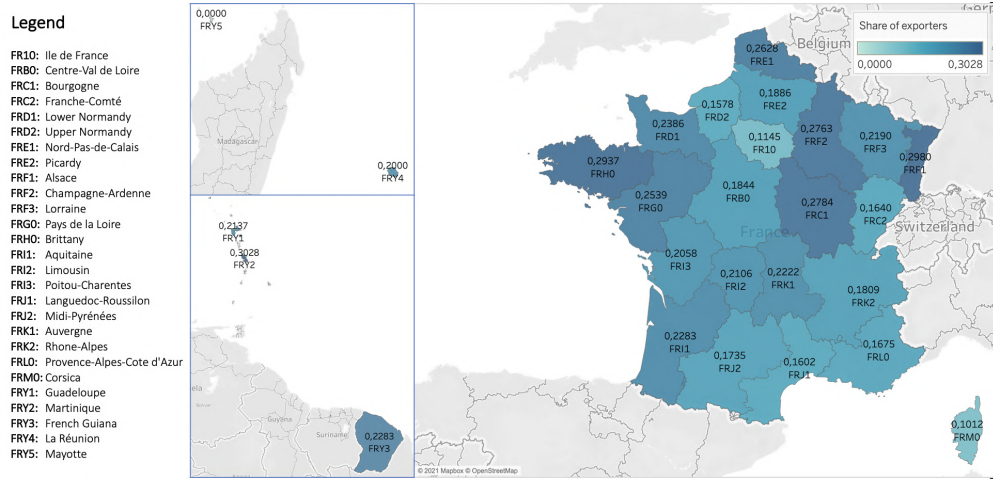 Legend
FR10: Ile de France
FRB0: Centre-Val de Loire
FRC1: Bourgogne
FRC2: Franche-Comté
FRD1: Lower Normandy
FRD2: Upper Normandy
FRE1: Nord-Pas-de-Calais
FRE2: Picardy
FRF1: Alsace
FRF2: Champagne-Ardenne
FRF3: Lorraine
FRG0: Pays de la Loire
FRH0: Brittany
FRI1: Aquitaine
FRI2: Limousin
FRI3: Poitou-Charentes
FRJ1: Languedoc-Roussilon
FRJ2: Midi-Pyrénées
FRK1: Auvergne
FRK2: Rhone-Alpes
FRL0: Provence-Alpes-Cote d'Azur
FRM0: Corsica
FRY1: Guadeloupe
FRY2: Martinique
FRY3: French Guiana
FRY4: La Réunion
FRY5: Mayotte
0,0000
FRY5
Madagascar
0,2000
FRY4
0,2137
FRY1
0,3028
FRY2
Guyana
Suriname
0,2283
FRY3
Share of exporters
0,0000 0,3028
Belgium
0,2628
FRE1
0,1886
FRE2
0,1578
FRD2
0,2386
FRD1
0,1145
FR10
0,2763
FRF2
0,2190
FRF3
0,2980
FRF1
0,2937
FRH0
0,2539
FRG0
0,1844
FRB0
0,2784
FRC1
0,1640
FRC2
Switzerland
France
0,2058
FRI3
0,2106
FRI2
0,2222
FRK1
0,1809
FRK2
0,2283
FRI1
0,1735
FRJ2
0,1602
FRJ1
0,1675
FRL0
0,1012
FRM0
© 2021 Mapbox © OpenStreetMap